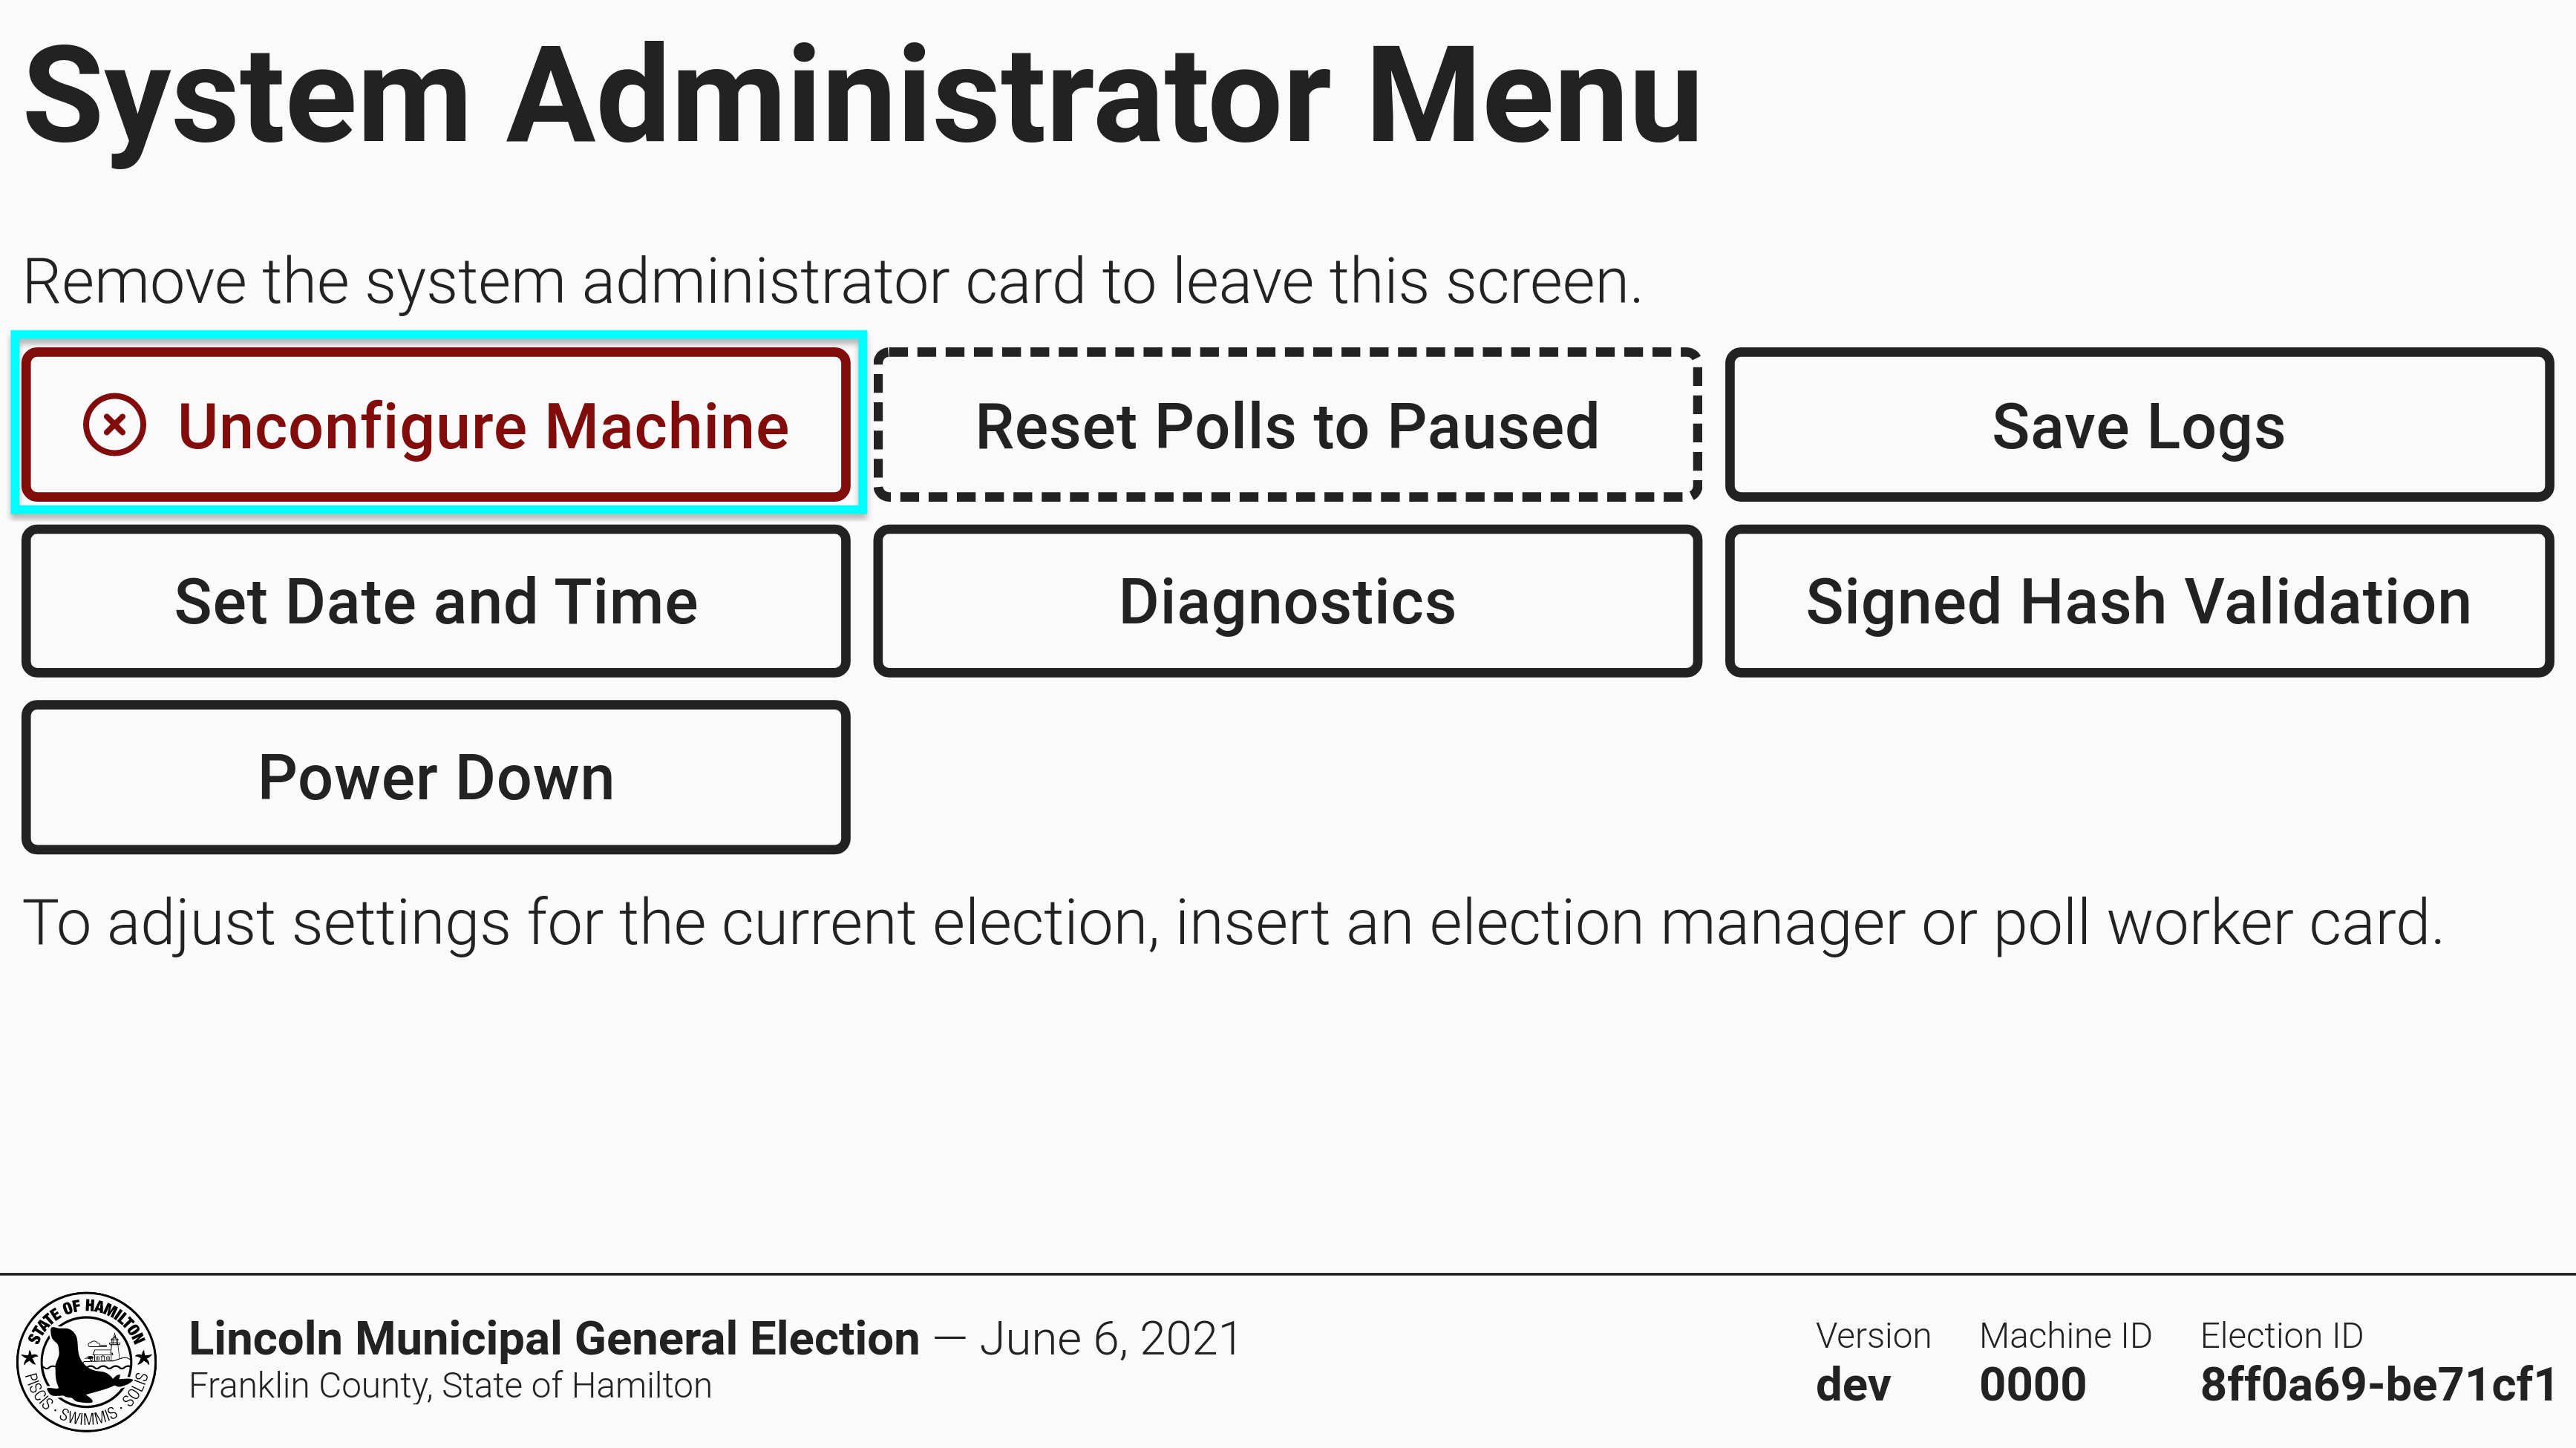 System Administrator Menu
Remove the system administrator card to leave this screen.
Unconfigure Machine
Reset Polls to Paused
Save Logs
Set Date and Time
Diagnostics
Signed Hash Validation
Power Down
To adjust settings for the current election, insert an election manager or poll worker card.
STATE OF HAMILTON
PISCIS · SWIMMIS · SOLIS
Lincoln Municipal General Election — June 6, 2021
Franklin County, State of Hamilton
Version
dev
Machine ID
0000
Election ID
8ff0a69-be71cf1